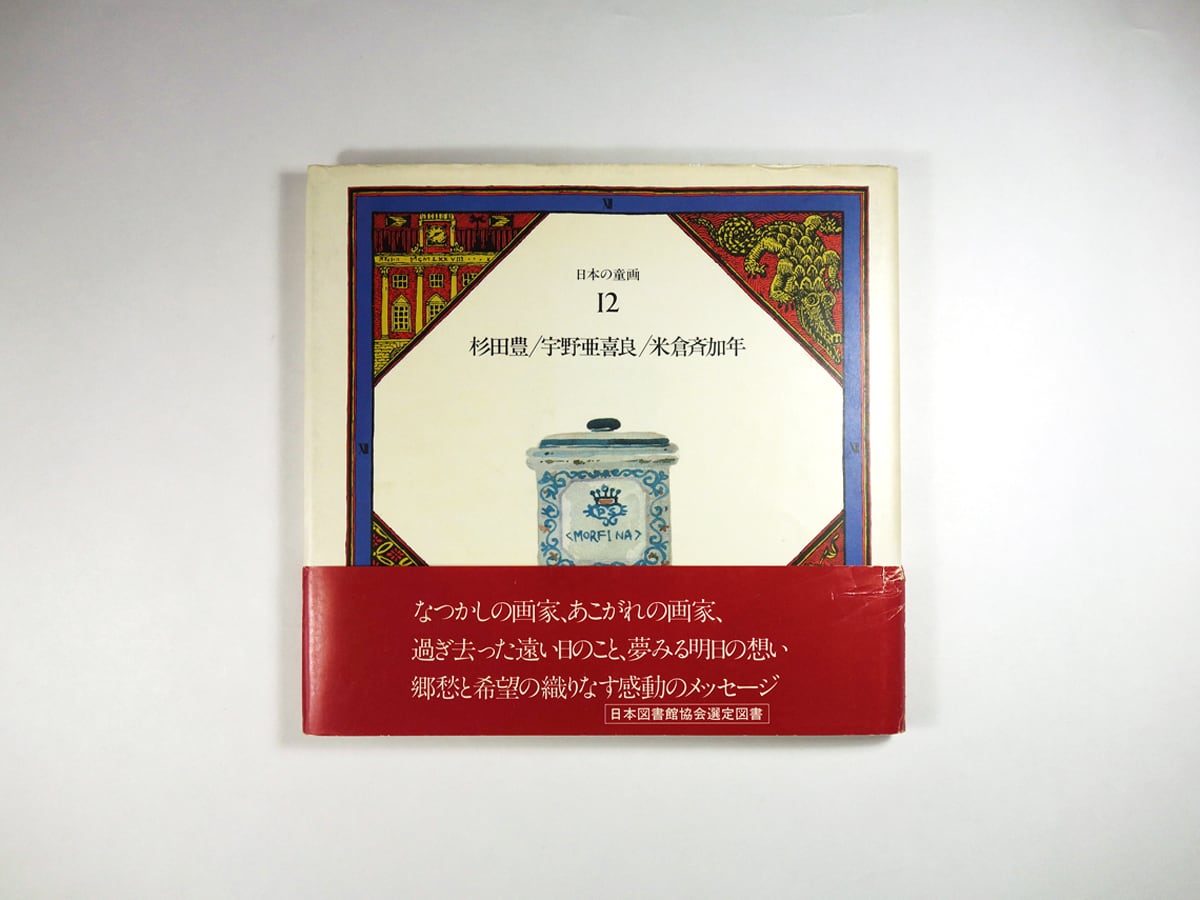 VII
MCMLXXVIII
日本の童画
12
杉田豊/宇野亜喜良/米倉斉加年
VII
VII
<MORFINA>
なつかしの画家、あこがれの画家、
過ぎ去った遠い日のこと、夢みる明日の想い
郷愁と希望の織りなす感動のメッセージ
日本図書館協会選定図書